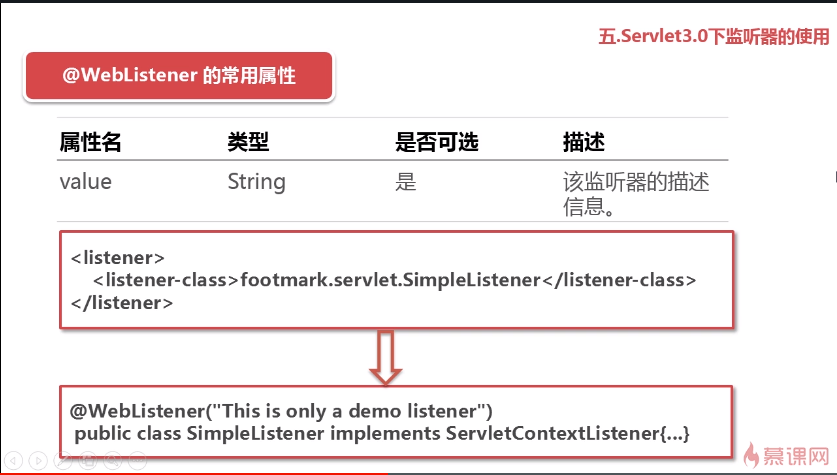 五.Servlet3.0下监听器的使用
@WebListener 的常用属性
属性名 类型 是否可选 描述
value String 是 该监听器的描述
信息。
<listener>
<listener-class>footmark.servlet.SimpleListener</listener-class>
</listener>
@WebListener("This is only a demo listener")
public class SimpleListener implements ServletContextListener{...}
慕课网